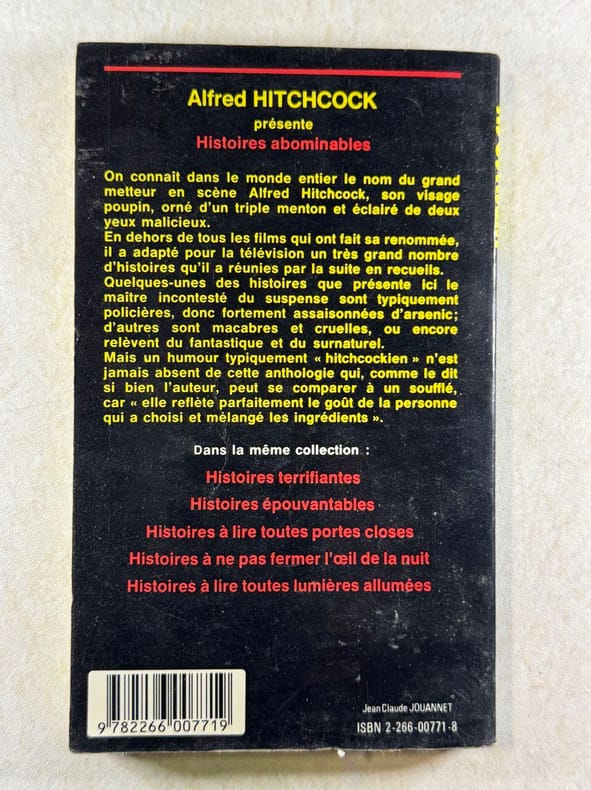 Alfred HITCHCOCK
présente
Histoires abominables
On connaît dans le monde entier le nom du grand
metteur en scène Alfred Hitchcock, son visage
poupin, orné d'un triple menton et éclairé de deux
yeux malicieux.
En dehors de tous les films qui ont fait sa renommée,
il a adapté pour la télévision un très grand nombre
d'histoires qu'il a réunies par la suite en recueils.
Quelques-unes des histoires que présente ici le
maître incontesté du suspense sont typiquement
policières, donc fortement assaisonnées d'arsenic;
d'autres sont macabres et cruelles, ou encore
relèvent du fantastique et du surnaturel.
Mais un humour typiquement « hitchcockien » n'est
jamais absent de cette anthologie qui, comme le dit
si bien l'auteur, peut se comparer à un soufflé,
car « elle reflète parfaitement le goût de la personne
qui a choisi et mélangé les ingrédients ».
Dans la même collection :
Histoires terrifiantes
Histoires épouvantables
Histoires à lire toutes portes closes
Histoires à ne pas fermer l'œil de la nuit
Histoires à lire toutes lumières allumées
9 782266 007719
Jean Claude JOUANNET
ISBN 2-266-00771-8